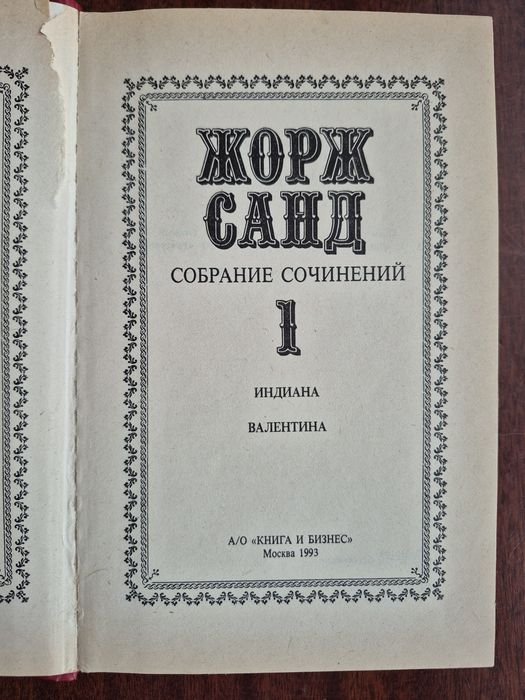 ЖОРЖ
САНД
СОБРАНИЕ СОЧИНЕНИЙ
1
ИНДИАНА
ВАЛЕНТИНА
А/О «КНИГА И БИЗНЕС»
Москва 1993